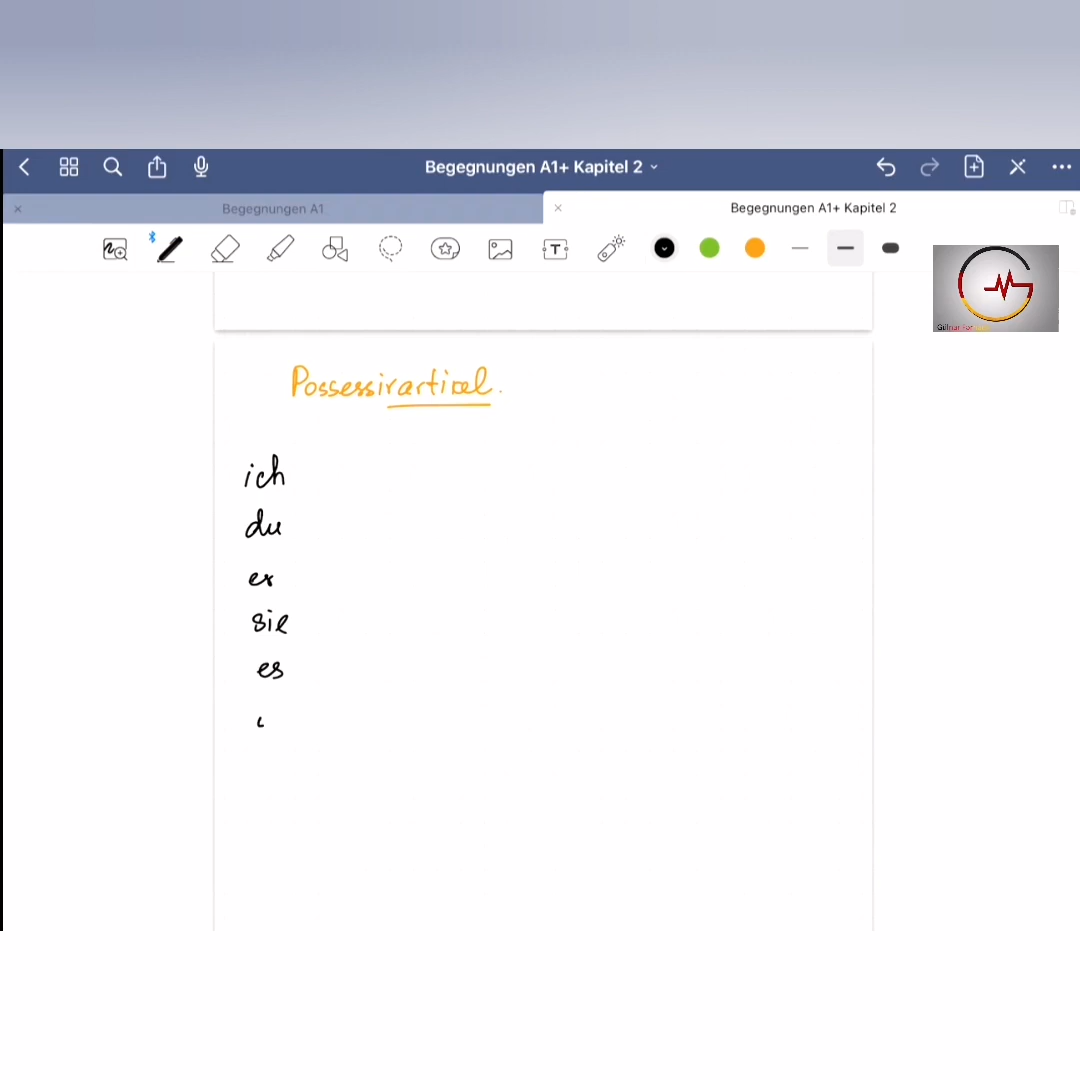 Begegnungen A1+ Kapitel 2
Begegnungen A1
Begegnungen A1+ Kapitel 2
T
Possessivartikel.
ich
du
er
sie
es